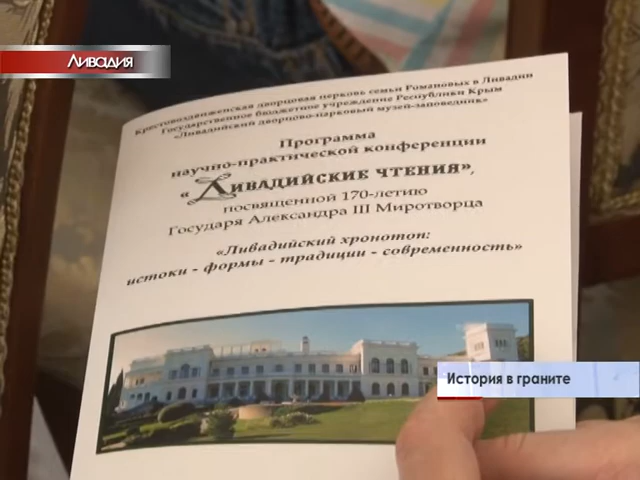 Ливадия
Крестовоздвиженская дворцовая церковь семьи Романовых в Ливадии
Государственное бюджетное учреждение Республики Крым
«Ливадийский дворцово-парковый музей-заповедник»
Программа
научно-практической конференции
«Ливадийские чтения»,
посвященной 170-летию
Государя Александра III Миротворца
«Ливадийский хронотоп:
истоки - формы - традиции - современность»
История в граните